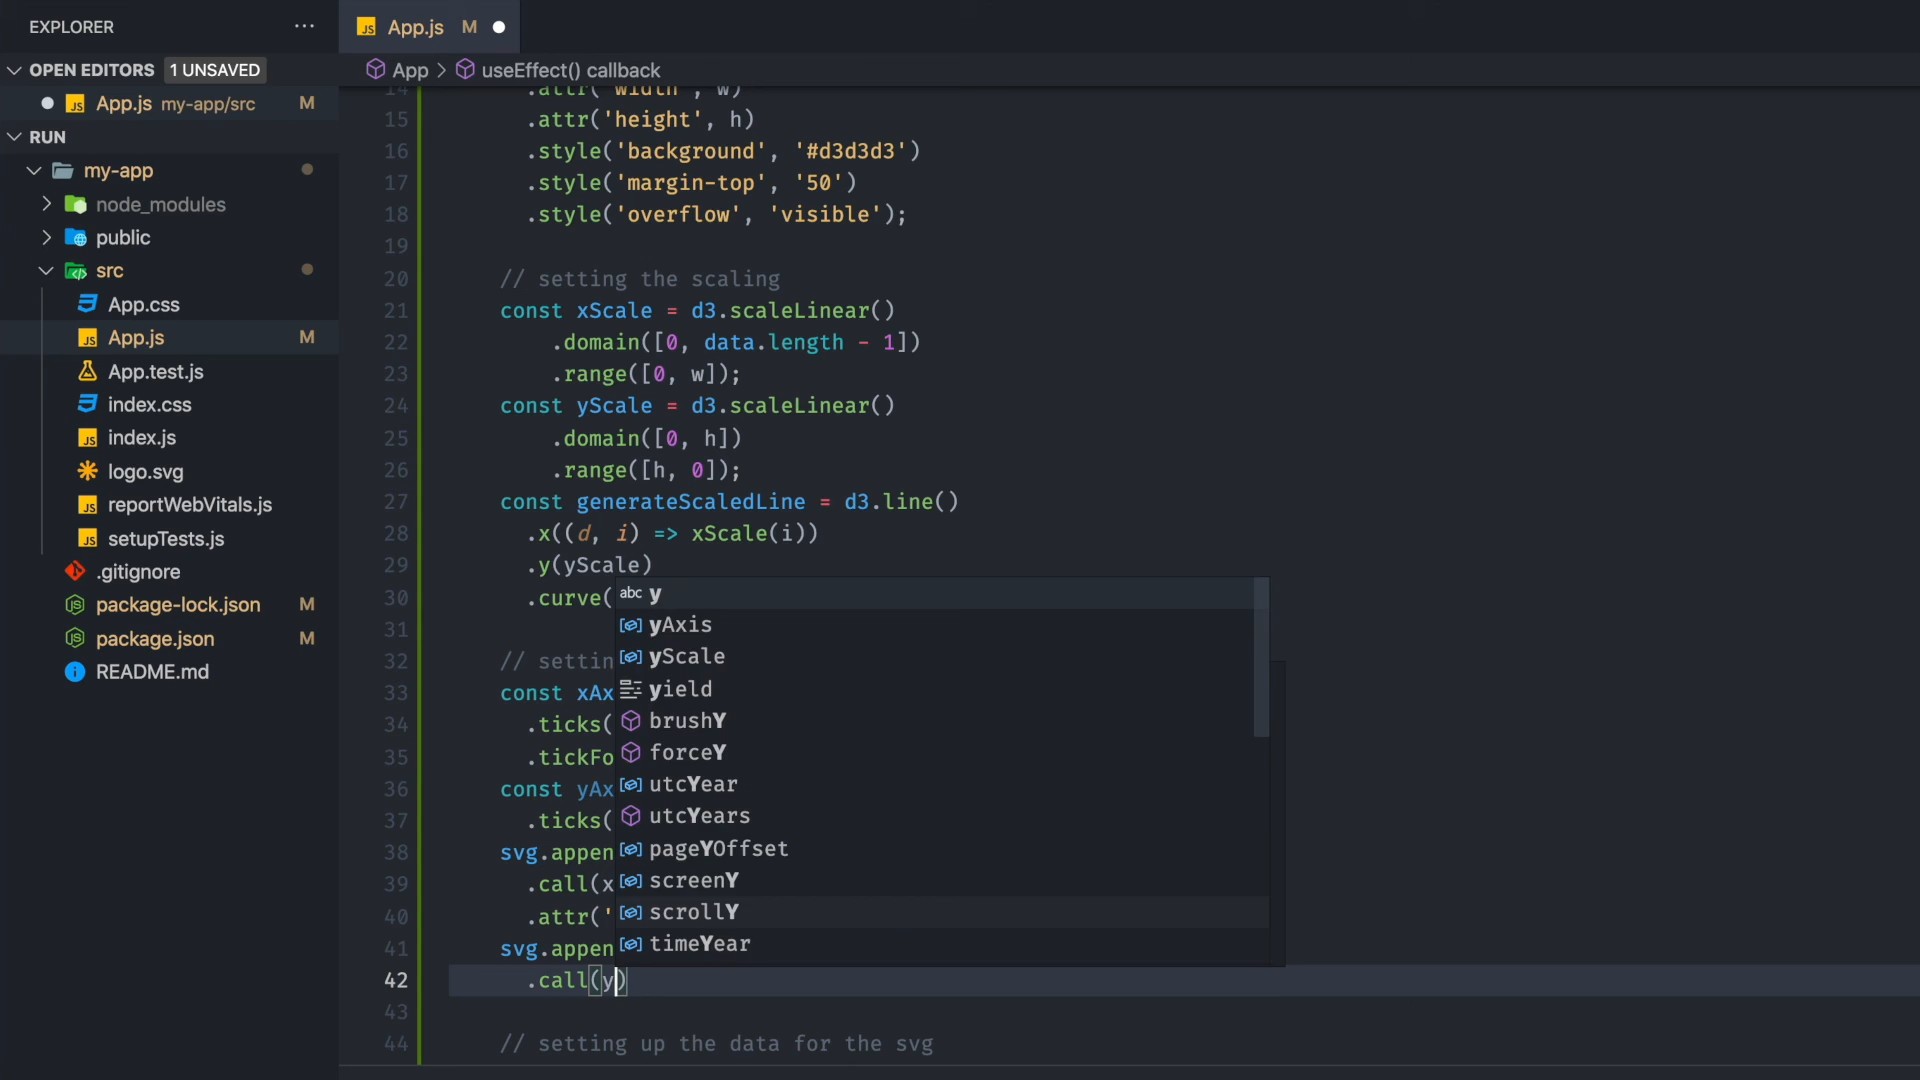 EXPLORER
OPEN EDITORS 1 UNSAVED
App.js my-app/src M
RUN
my-app
node_modules
public
src
App.css
App.js M
App.test.js
index.css
index.js
logo.svg
reportWebVitals.js
setupTests.js
.gitignore
package-lock.json M
package.json M
README.md
App.js M
App > useEffect() callback
14 .attr('width', w)
15 .attr('height', h)
16 .style('background', '#d3d3d3')
17 .style('margin-top', '50')
18 .style('overflow', 'visible');
19
20 // setting the scaling
21 const xScale = d3.scaleLinear()
22 .domain([0, data.length - 1])
23 .range([0, w]);
24 const yScale = d3.scaleLinear()
25 .domain([0, h])
26 .range([h, 0]);
27 const generateScaledLine = d3.line()
28 .x((d, i) => xScale(i))
29 .y(yScale)
30 .curve(
31
32 // settin
33 const xAx
34 .ticks(
35 .tickFo
36 const yAx
37 .ticks(
38 svg.appen
39 .call(x
40 .attr('
41 svg.appen
42 .call(y)
43
44 // setting up the data for the svg
abc y
yAxis
yScale
yield
brushY
forceY
utcYear
utcYears
pageYOffset
screenY
scrollY
timeYear